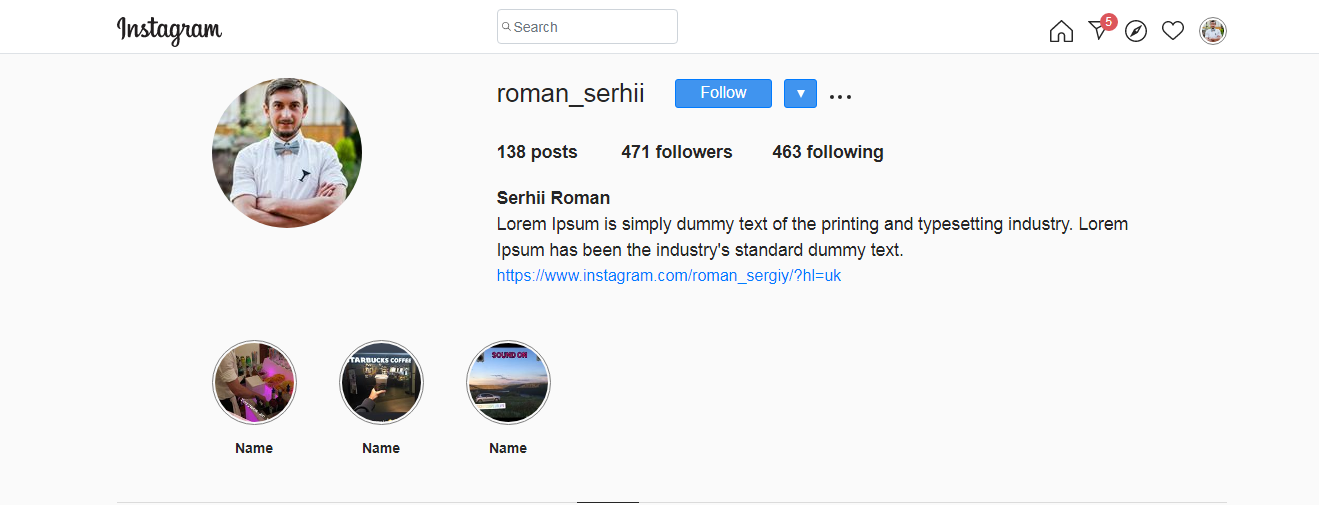 Instagram
Search
5
roman_serhii Follow ▼ ...
138 posts 471 followers 463 following
Serhii Roman
Lorem Ipsum is simply dummy text of the printing and typesetting industry. Lorem
Ipsum has been the industry's standard dummy text.
https://www.instagram.com/roman_sergiy/?hl=uk
TARBUCKS COFFEE
SOUND ON
Name Name Name